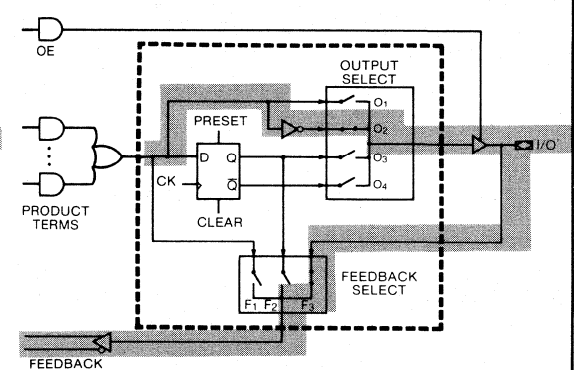 OE
OUTPUT
SELECT
O1
PRESET
O2
D Q
O3
I/O
CK
Q̅
O4
PRODUCT
TERMS
CLEAR
FEEDBACK
SELECT
F1 F2 F3
FEEDBACK